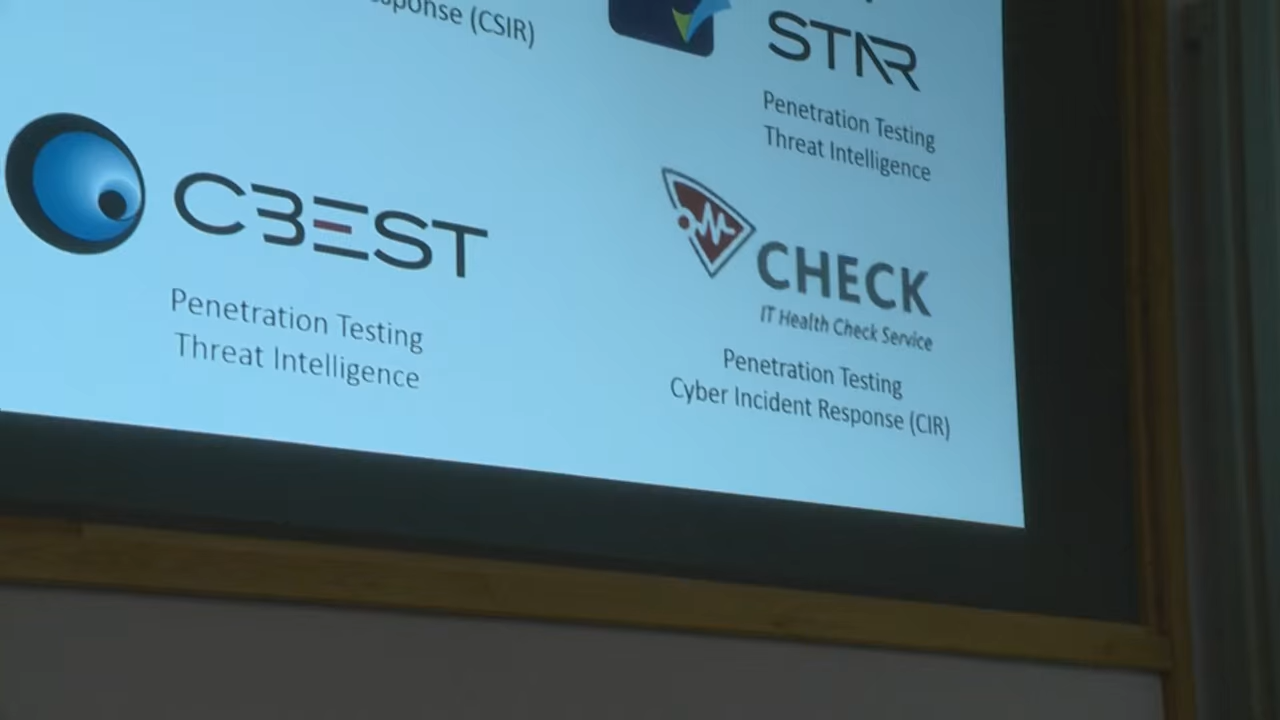 (CSIR)
STAR
Penetration Testing
Threat Intelligence
CBEST
Penetration Testing
Threat Intelligence
CHECK
IT Health Check Service
Penetration Testing
Cyber Incident Response (CIR)